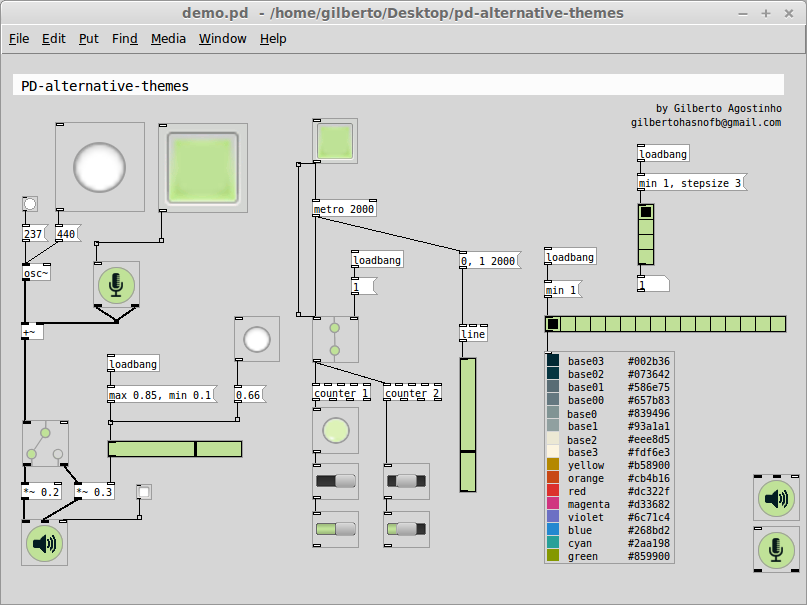 demo.pd - /home/gilberto/Desktop/pd-alternative-themes
File Edit Put Find Media Window Help
PD-alternative-themes
by Gilberto Agostinho
gilbertohasnofb@gmail.com
loadbang
min 1, stepsize 3
1
237
440
osc~
+~
loadbang
max 0.85, min 0.1
0.66
*~ 0.2
*~ 0.3
metro 2000
loadbang
1
counter 1
counter 2
0, 1 2000
line
loadbang
min 1
base03 #002b36
base02 #073642
base01 #586e75
base00 #657b83
base0 #839496
base1 #93a1a1
base2 #eee8d5
base3 #fdf6e3
yellow #b58900
orange #cb4b16
red #dc322f
magenta #d33682
violet #6c71c4
blue #268bd2
cyan #2aa198
green #859900